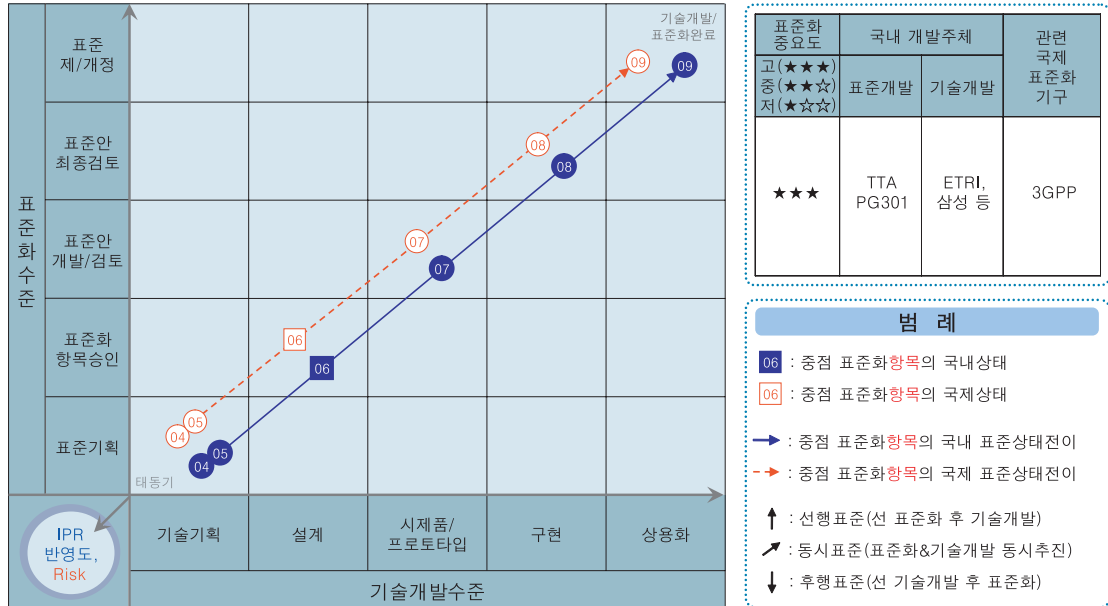 표준화수준
표준
제/개정
표준안
최종검토
표준안
개발/검토
표준화
항목승인
표준기획
기술개발/
표준화완료
09
09
08
08
07
07
06
06
05
04
05
04
태동기
IPR
반영도,
Risk
기술기획
설계
시제품/
프로토타입
구현
상용화
기술개발수준
표준화
중요도
국내 개발주체
관련
국제
표준화
기구
고(★★★)
중(★★☆)
저(★☆☆)
표준개발
기술개발
★★★
TTA
PG301
ETRI,
삼성 등
3GPP
범 례
06 : 중점 표준화항목의 국내상태
06 : 중점 표준화항목의 국제상태
: 중점 표준화항목의 국내 표준상태전이
: 중점 표준화항목의 국제 표준상태전이
: 선행표준(선 표준화 후 기술개발)
: 동시표준(표준화&기술개발 동시추진)
: 후행표준(선 기술개발 후 표준화)